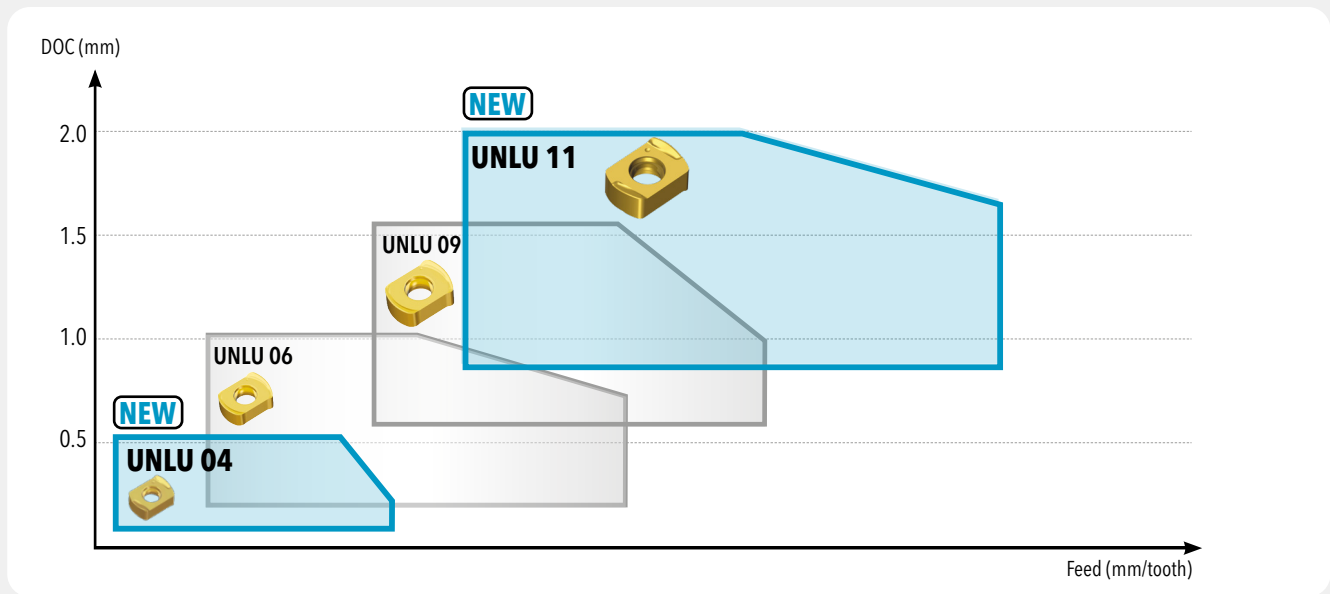 DOC (mm)
NEW
2.0
UNLU 11
1.5
UNLU 09
1.0
UNLU 06
NEW
0.5
UNLU 04
Feed (mm/tooth)